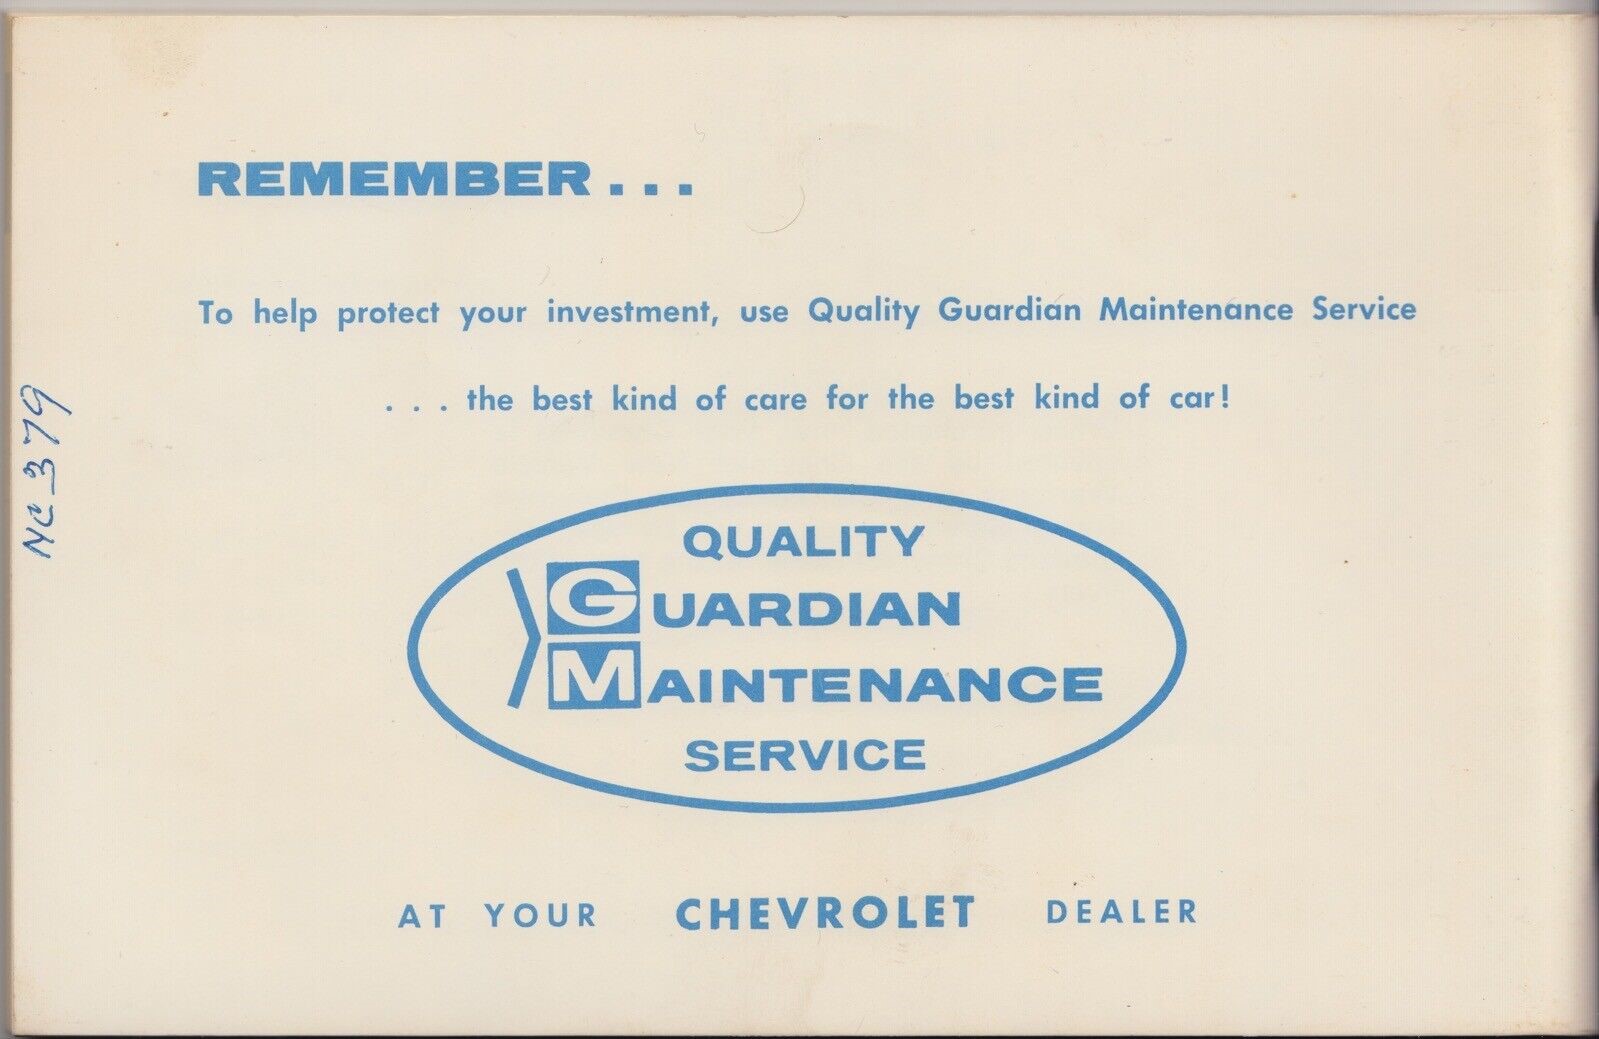 REMEMBER...
To help protect your investment, use Quality Guardian Maintenance Service
... the best kind of care for the best kind of car!
QUALITY
GUARDIAN
MAINTENANCE
SERVICE
AT YOUR CHEVROLET DEALER
NC 379